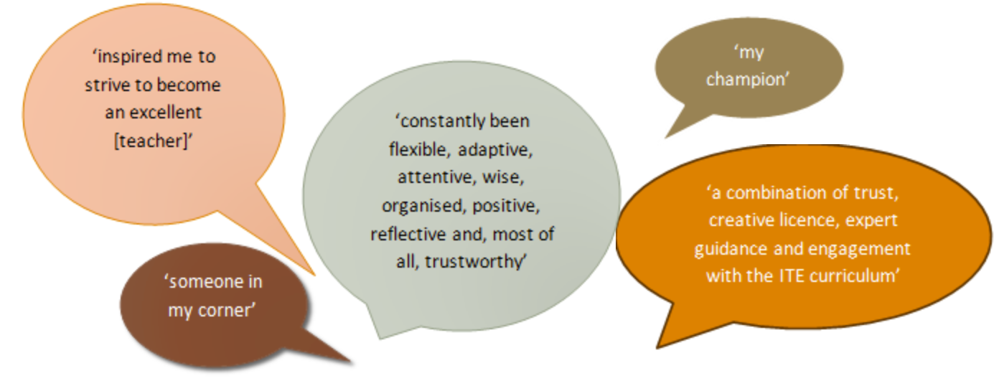 ‘inspired me to
strive to become
an excellent
[teacher]’
‘someone in
my corner’
‘constantly been
flexible, adaptive,
attentive, wise,
organised, positive,
reflective and, most of
all, trustworthy’
‘my
champion’
‘a combination of trust,
creative licence, expert
guidance and engagement
with the ITE curriculum’